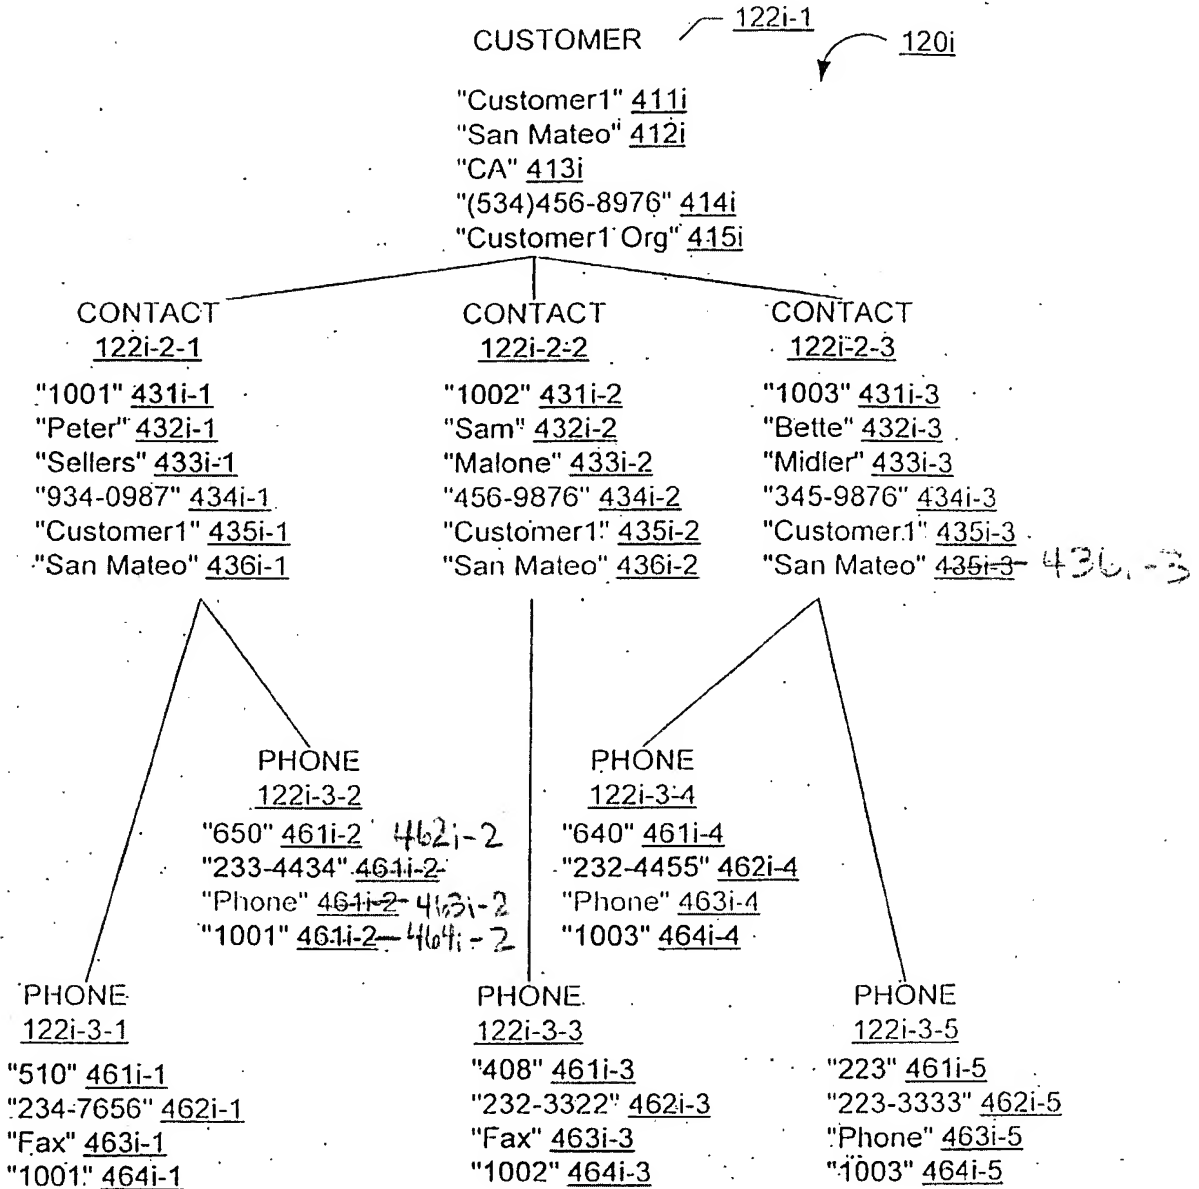 122i-1
CUSTOMER
120i
"Customer1" 411i
"San Mateo" 412i
"CA" 413i
"(534)456-8976" 414i
"Customer1 Org" 415i
CONTACT
122i-2-1
"1001" 431i-1
"Peter" 432i-1
"Sellers" 433i-1
"934-0987" 434i-1
"Customer1" 435i-1
"San Mateo" 436i-1
CONTACT
122i-2-2
"1002" 431i-2
"Sam" 432i-2
"Malone" 433i-2
"456-9876" 434i-2
"Customer1" 435i-2
"San Mateo" 436i-2
CONTACT
122i-2-3
"1003" 431i-3
"Bette" 432i-3
"Midler" 433i-3
"345-9876" 434i-3
"Customer1" 435i-3
"San Mateo" 435i-3 436i-3
PHONE
122i-3-2
"650" 461i-2 462i-2
"233-4434" 461i-2
"Phone" 461i-2 463i-2
"1001" 461i-2 464i-2
PHONE
122i-3-4
"640" 461i-4
"232-4455" 462i-4
"Phone" 463i-4
"1003" 464i-4
PHONE
122i-3-1
"510" 461i-1
"234-7656" 462i-1
"Fax" 463i-1
"1001" 464i-1
PHONE
122i-3-3
"408" 461i-3
"232-3322" 462i-3
"Fax" 463i-3
"1002" 464i-3
PHONE
122i-3-5
"223" 461i-5
"223-3333" 462i-5
"Phone" 463i-5
"1003" 464i-5